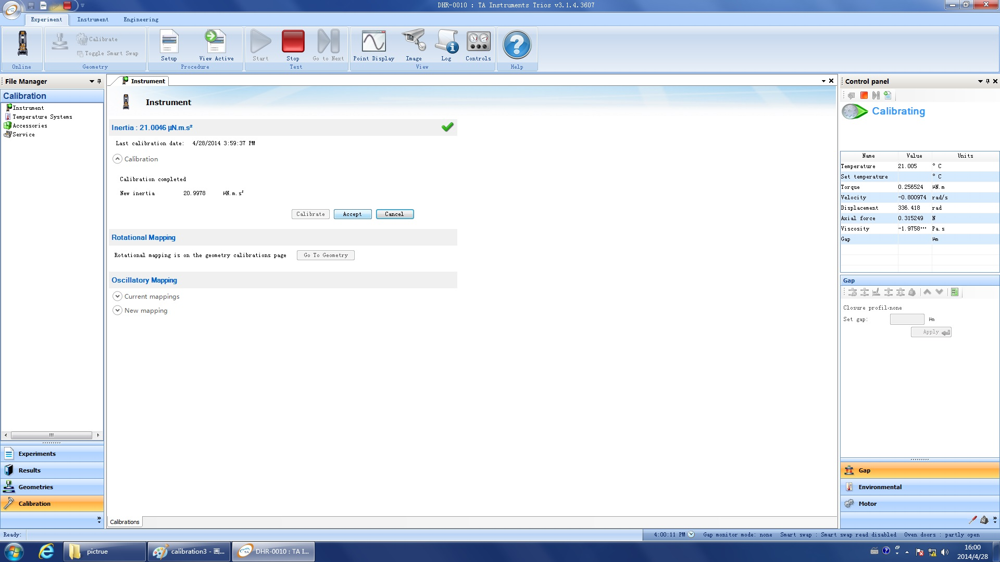 DHR-0010 : TA Instruments Trios v3.1.4.3607
Experiment Instrument Engineering
Calibrate
Toggle Smart Swap
Setup View Active Start Stop Go to Next Point Display Image Log Controls
Online Geometry Procedure Test View Help
File Manager
Calibration
Instrument
Temperature Systems
Accessories
Service
Experiments
Results
Geometries
Calibration
Instrument
Instrument
Inertia : 21.0046 µN.m.s²
Last calibration date: 4/28/2014 3:59:37 PM
Calibration
Calibration completed
New inertia 20.9978 µN.m.s²
Calibrate Accept Cancel
Rotational Mapping
Rotational mapping is on the geometry calibrations page Go To Geometry
Oscillatory Mapping
Current mappings
New mapping
Calibrations
Control panel
Calibrating
Name Value Units
Temperature 21.005 ° C
Set temperature ° C
Torque 0.256524 µN.m
Velocity -0.800974 rad/s
Displacement 336.418 rad
Axial force 0.315249 N
Viscosity -1.9758… Pa.s
Gap µm
Gap
Closure profil none
Set gap: µm
Apply
Gap
Environmental
Motor
Ready: 4:00:11 PM Gap monitor mode: none Smart swap : Smart swap read disabled Oven doors : partly open
pictrue calibration3 - 画... DHR-0010 : TA I...
16:00
2014/4/28